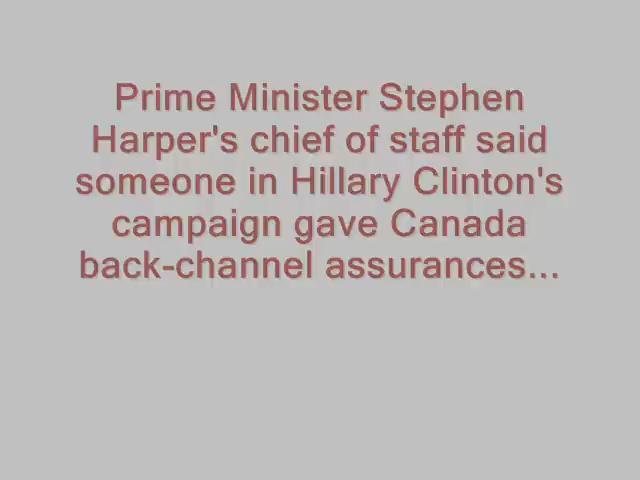 Prime Minister Stephen
Harper's chief of staff said
someone in Hillary Clinton's
campaign gave Canada
back-channel assurances...